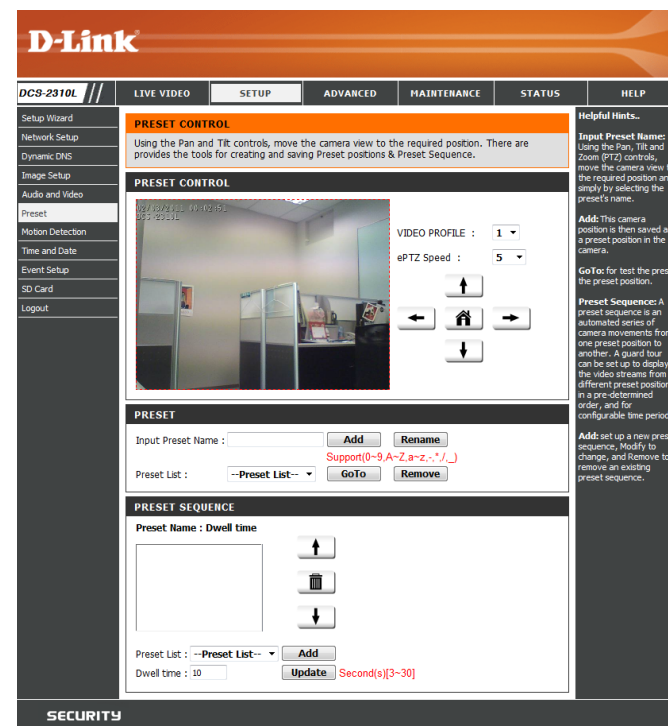 D-Link
DCS-2310L
LIVE VIDEO
SETUP
ADVANCED
MAINTENANCE
STATUS
HELP
Setup Wizard
Network Setup
Dynamic DNS
Image Setup
Audio and Video
Preset
Motion Detection
Time and Date
Event Setup
SD Card
Logout
PRESET CONTROL
Using the Pan and Tilt controls, move the camera view to the required position. There are
provides the tools for creating and saving Preset positions & Preset Sequence.
PRESET CONTROL
DCS-2310L
VIDEO PROFILE :
1
ePTZ Speed :
5
PRESET
Input Preset Name :
Add
Rename
Support(0~9,A~Z,a~z,-,*,/,_)
Preset List :
--Preset List--
GoTo
Remove
PRESET SEQUENCE
Preset Name : Dwell time
Preset List :
--Preset List--
Add
Dwell time :
10
Update
Second(s)[3~30]
Helpful Hints..
Input Preset Name:
Using the Pan, Tilt and
Zoom (PTZ) controls,
move the camera view
the required position
simply by selecting the
preset's name.
Add: This camera
position is then saved
a preset position in the
camera.
GoTo: for test the
the preset position.
Preset Sequence: A
preset sequence is an
automated series of
camera movements
one preset position to
another. A guard tour
can be set up to display
the video streams from
different preset
in a pre-determined
order, and for
configurable time
Add: set up a new
sequence, Modify to
change, and Remove to
remove an existing
preset sequence.
SECURITY